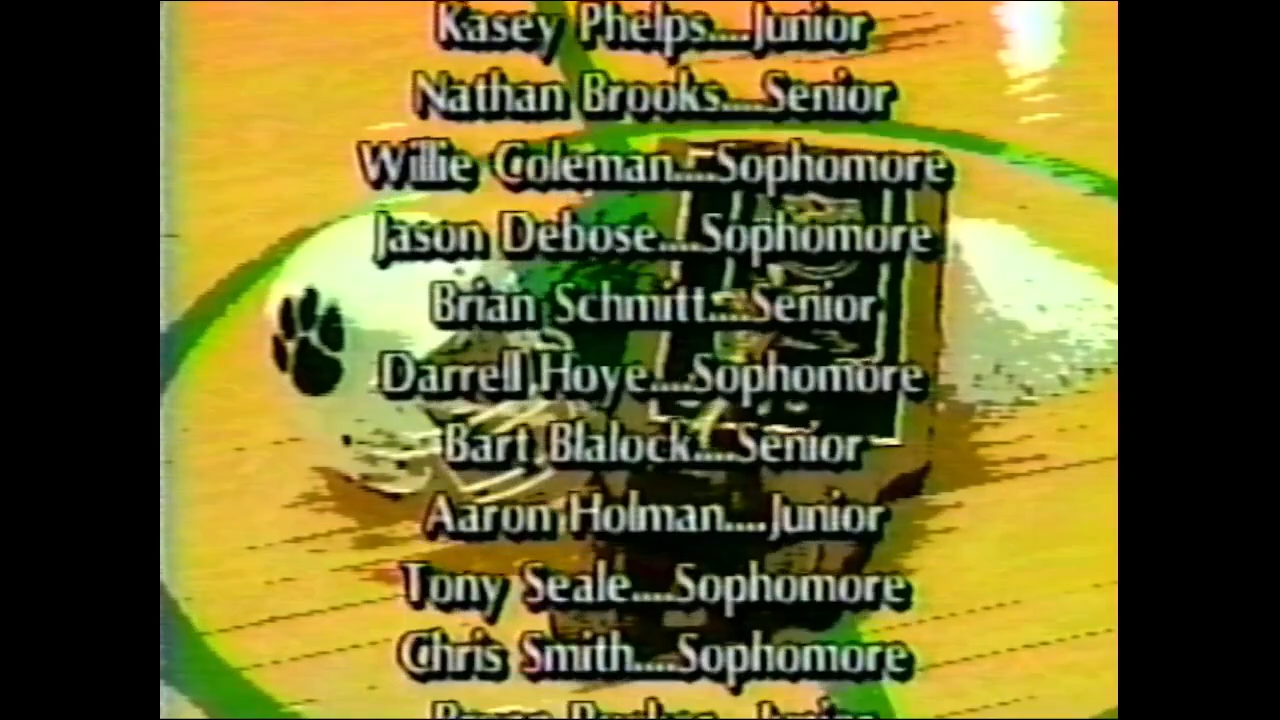 Kasey Phelps....Junior
Nathan Brooks....Senior
Willie Coleman....Sophomore
Jason Debose....Sophomore
Brian Schmitt....Senior
Darrell Hoye....Sophomore
Bart Blalock....Senior
Aaron Holman....Junior
Tony Seale....Sophomore
Chris Smith....Sophomore